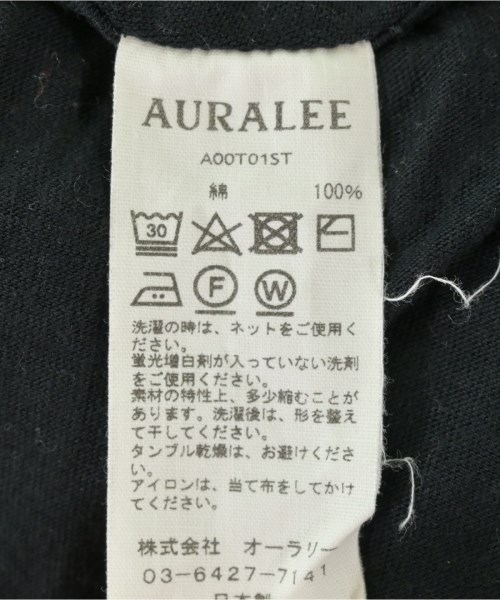 AURALEE
A00T01ST
綿 100%
30
F W
洗濯の時は、ネットをご使用く
ださい。
蛍光増白剤が入っていない洗剤
をご使用ください。
素材の特性上、多少縮むことが
あります。洗濯後は、形を整え
て干してください。
タンブル乾燥は、お避けくださ
い。
アイロンは、当て布をしてかけ
てください。
株式会社 オーラリー
03-6427-7141
日本製